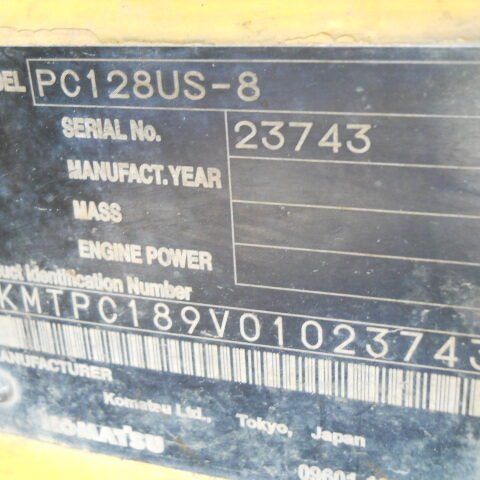 ODEL PC128US-8
SERIAL No. 23743
MANUFACT. YEAR
MASS
ENGINE POWER
duct Identification Number
KMTPC189V01023743
MANUFACTURER
Komatsu Ltd., Tokyo, Japan
KOMATSU